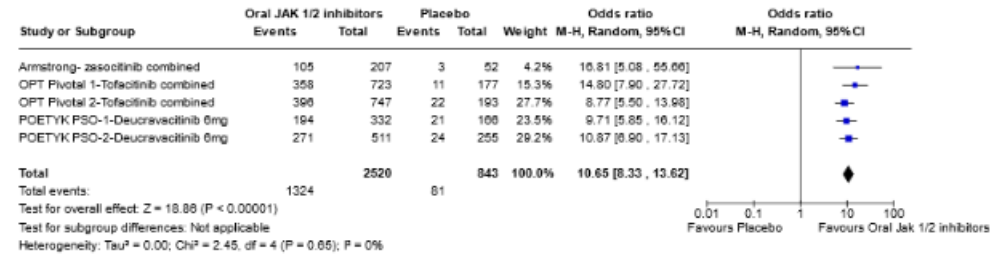 Oral JAK 1/2 inhibitors Placebo Odds ratio Odds ratio
Study or Subgroup Events Total Events Total Weight M-H, Random, 95% CI M-H, Random, 95% CI
Armstrong- zasocitinib combined 105 207 3 52 4.2% 16.81 [5.08 , 55.66]
OPT Pivotal 1-Tofacitinib combined 358 723 11 177 15.3% 14.80 [7.90 , 27.72]
OPT Pivotal 2-Tofacitinib combined 396 747 22 193 27.7% 8.77 [5.50 , 13.98]
POETYK PSO-1-Deucravacitinib 6mg 194 332 21 166 23.5% 9.71 [5.85 , 16.12]
POETYK PSO-2-Deucravacitinib 6mg 271 511 24 255 29.2% 10.87 [6.90 , 17.13]
Total 2520 843 100.0% 10.65 [8.33 , 13.62]
Total events: 1324 81
Test for overall effect: Z = 18.86 (P < 0.00001)
Test for subgroup differences: Not applicable
Heterogeneity: Tau² = 0.00; Chi² = 2.45, df = 4 (P = 0.65); I² = 0%
0.01 0.1 1 10 100
Favours Placebo Favours Oral Jak 1/2 inhibitors